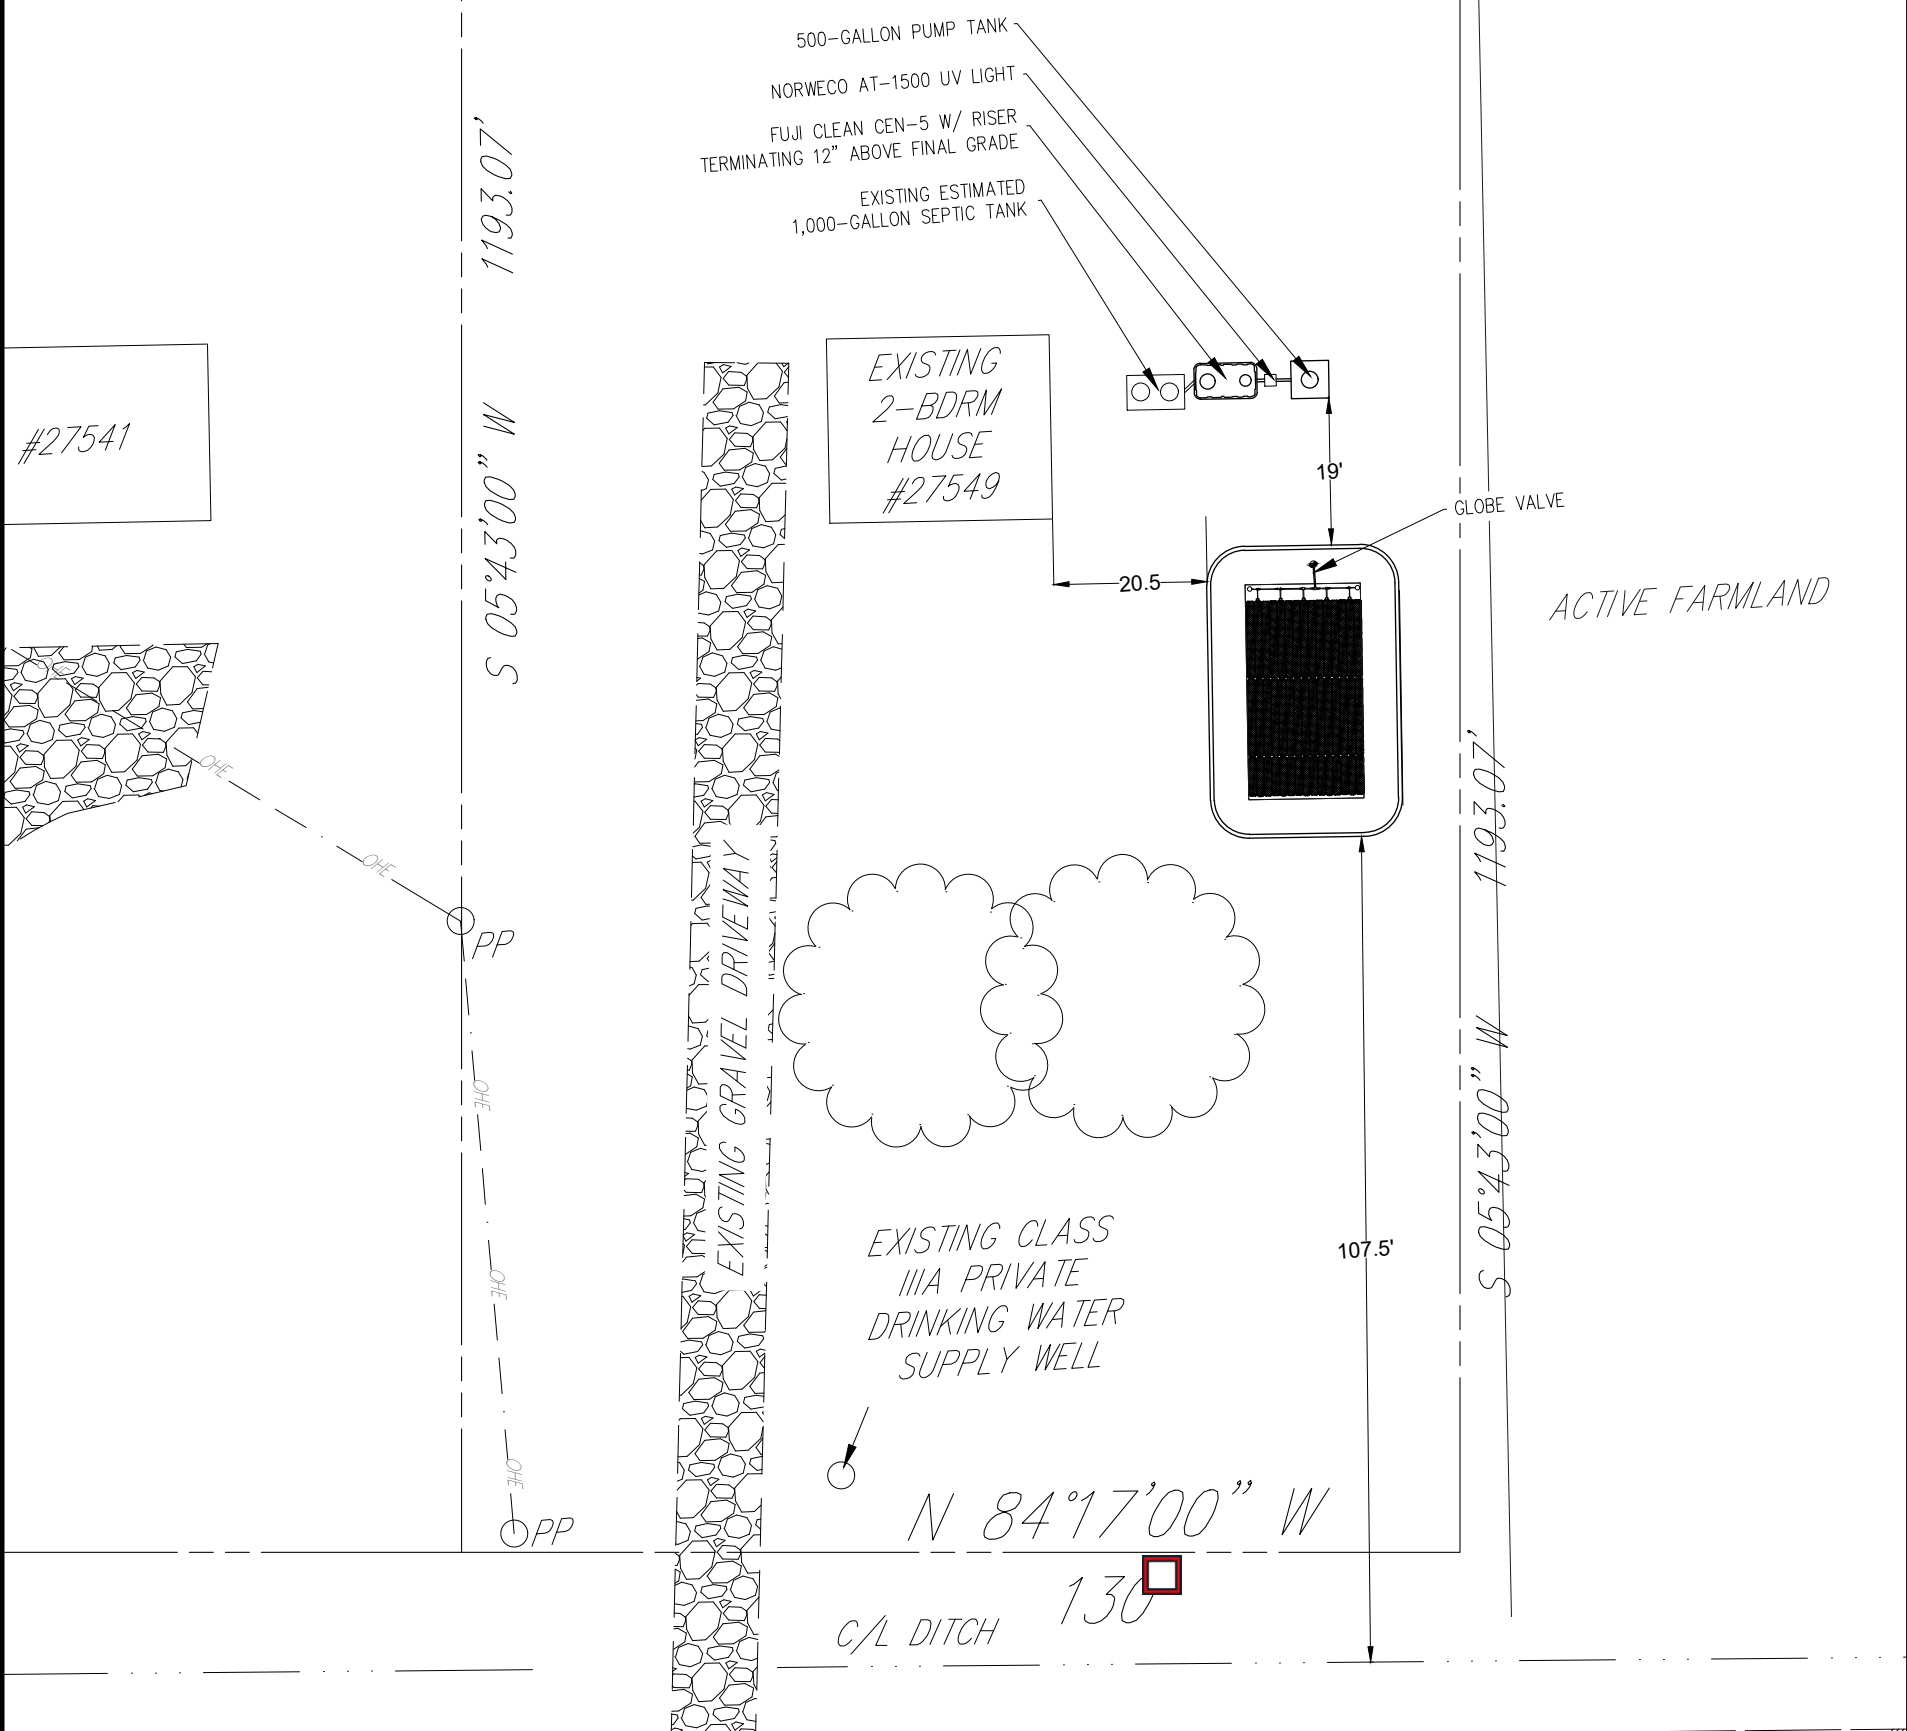 500-GALLON PUMP TANK
NORWECO AT-1500 UV LIGHT
FUJI CLEAN CEN-5 W/ RISER
TERMINATING 12" ABOVE FINAL GRADE
EXISTING ESTIMATED
1,000-GALLON SEPTIC TANK
S 05°43'00" W 1193.07'
#27541
EXISTING
2-BDRM
HOUSE
#27549
19'
GLOBE VALVE
20.5
ACTIVE FARMLAND
OHE
OHE
OHE
PP
OHE
OHE
OHE
PP
EXISTING GRAVEL DRIVEWAY
S 05°43'00" W 1193.07'
107.5'
EXISTING CLASS
IIIA PRIVATE
DRINKING WATER
SUPPLY WELL
N 84°17'00" W
130
C/L DITCH